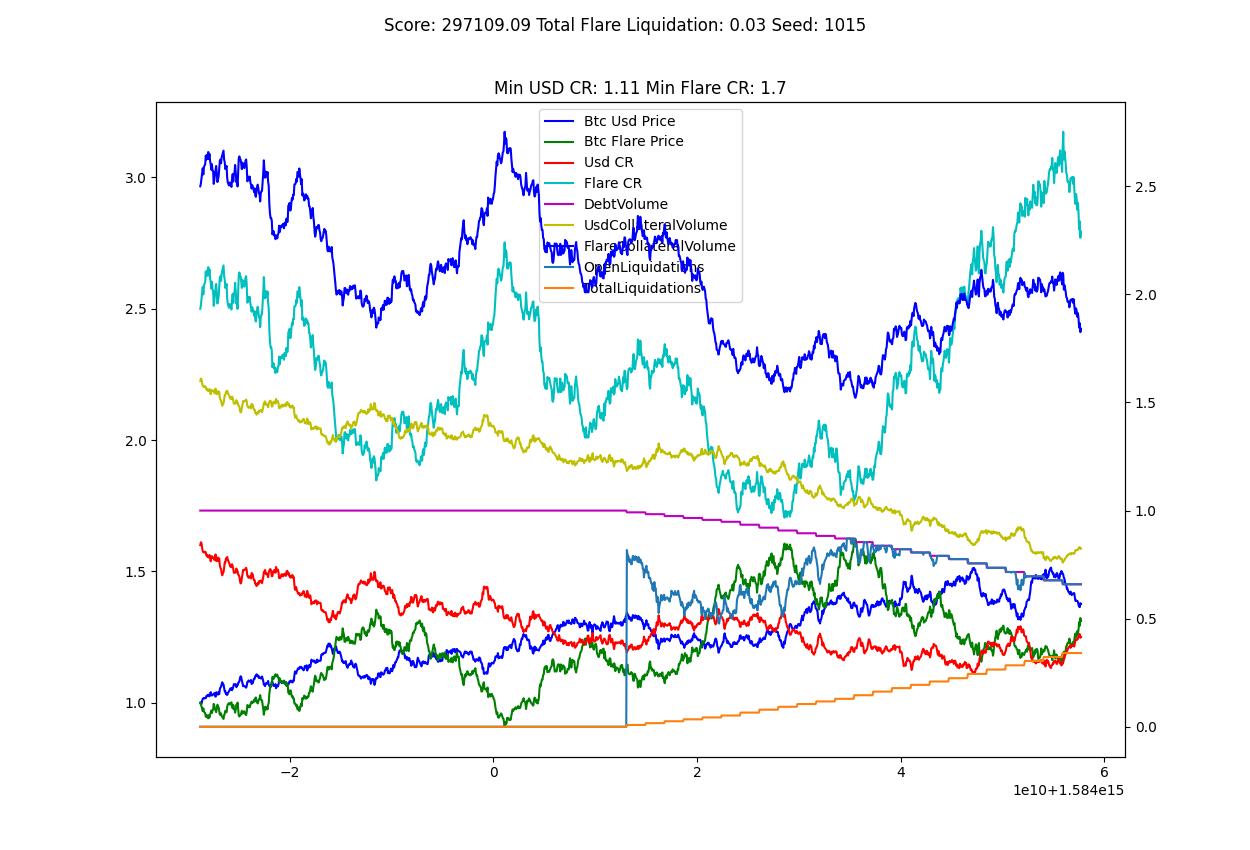 Score: 297109.09 Total Flare Liquidation: 0.03 Seed: 1015
Min USD CR: 1.11 Min Flare CR: 1.7
Btc Usd Price
Btc Flare Price
Usd CR
Flare CR
DebtVolume
UsdCollateralVolume
FlareCollateralVolume
OpenLiquidations
TotalLiquidations
3.0
2.5
2.0
1.5
1.0
2.5
2.0
1.5
1.0
0.5
0.0
−2
0
2
4
6
1e10+1.584e15